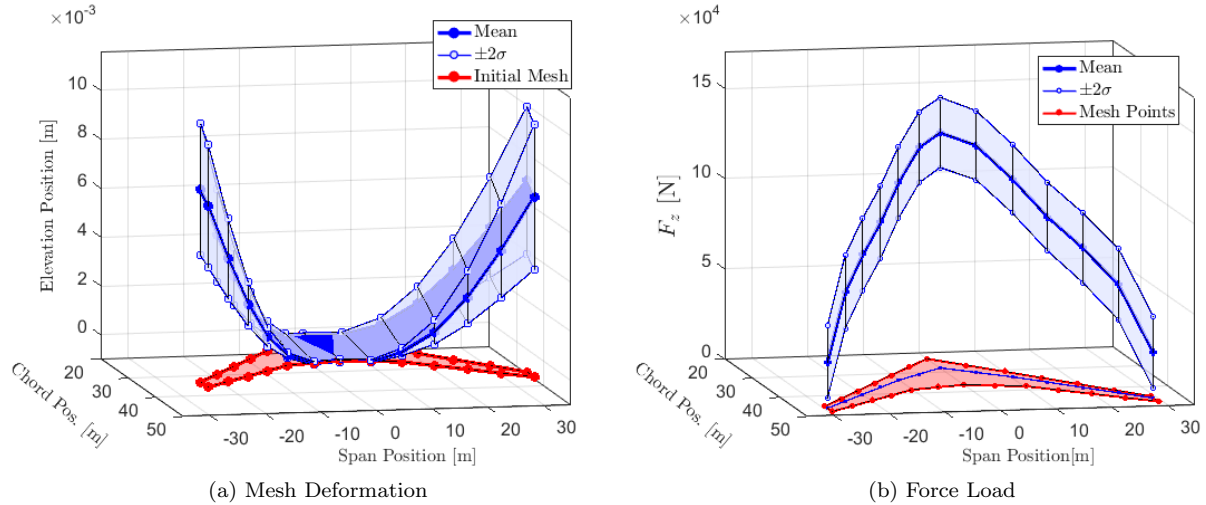 ×10⁻³
Mean
±2σ
Initial Mesh
10
8
6
4
2
0
Elevation Position [m]
20
30
40
50
Chord Pos. [m]
-30
-20
-10
0
10
20
30
Span Position [m]
(a) Mesh Deformation
×10⁴
Mean
±2σ
Mesh Points
15
10
5
0
F_z [N]
20
30
40
50
Chord Pos. [m]
-30
-20
-10
0
10
20
30
Span Position[m]
(b) Force Load